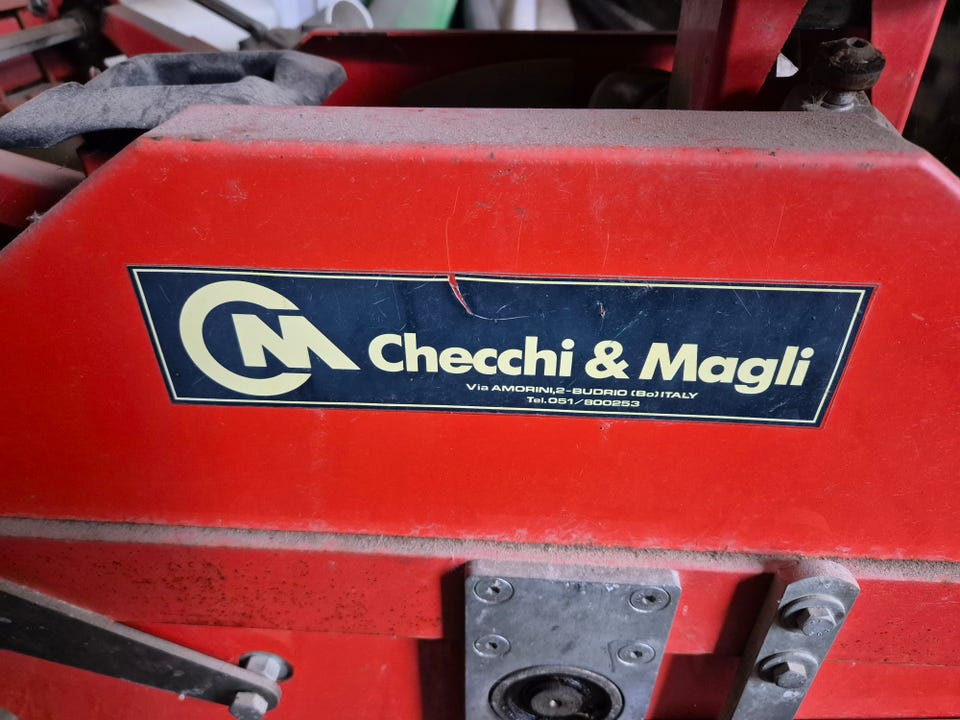 CM Checchi & Magli
Via AMORINI,2-BUDRIO (Bo) ITALY
Tel.051/800253